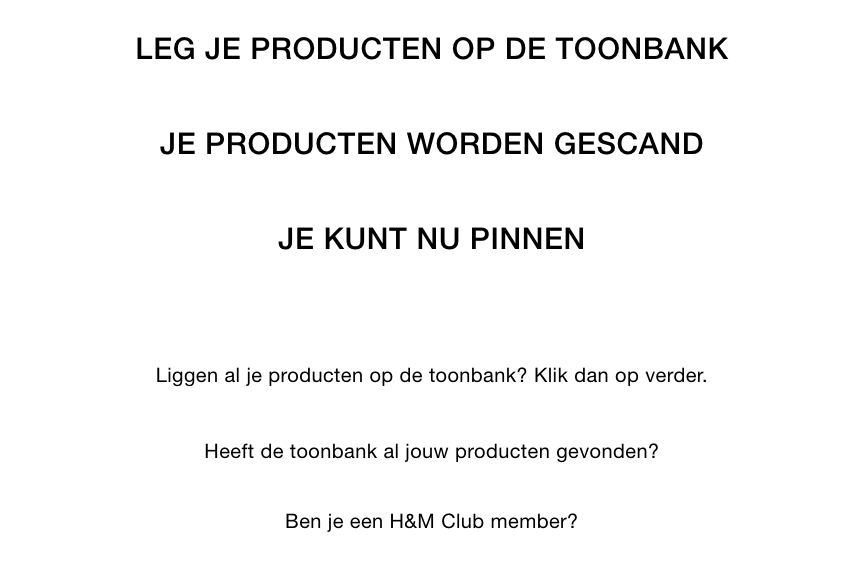 LEG JE PRODUCTEN OP DE TOONBANK
JE PRODUCTEN WORDEN GESCAND
JE KUNT NU PINNEN
Liggen al je producten op de toonbank? Klik dan op verder.
Heeft de toonbank al jouw producten gevonden?
Ben je een H&M Club member?